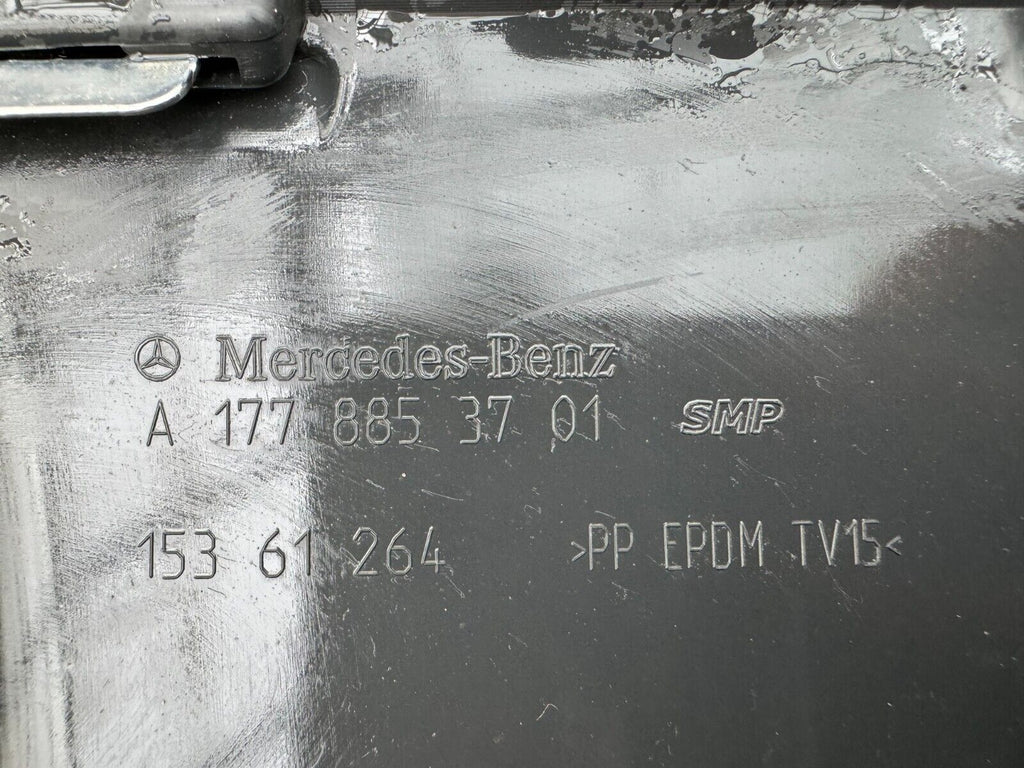 Mercedes-Benz
A 177 885 37 01 SMP
153 61 264 >PP EPDM TV15<